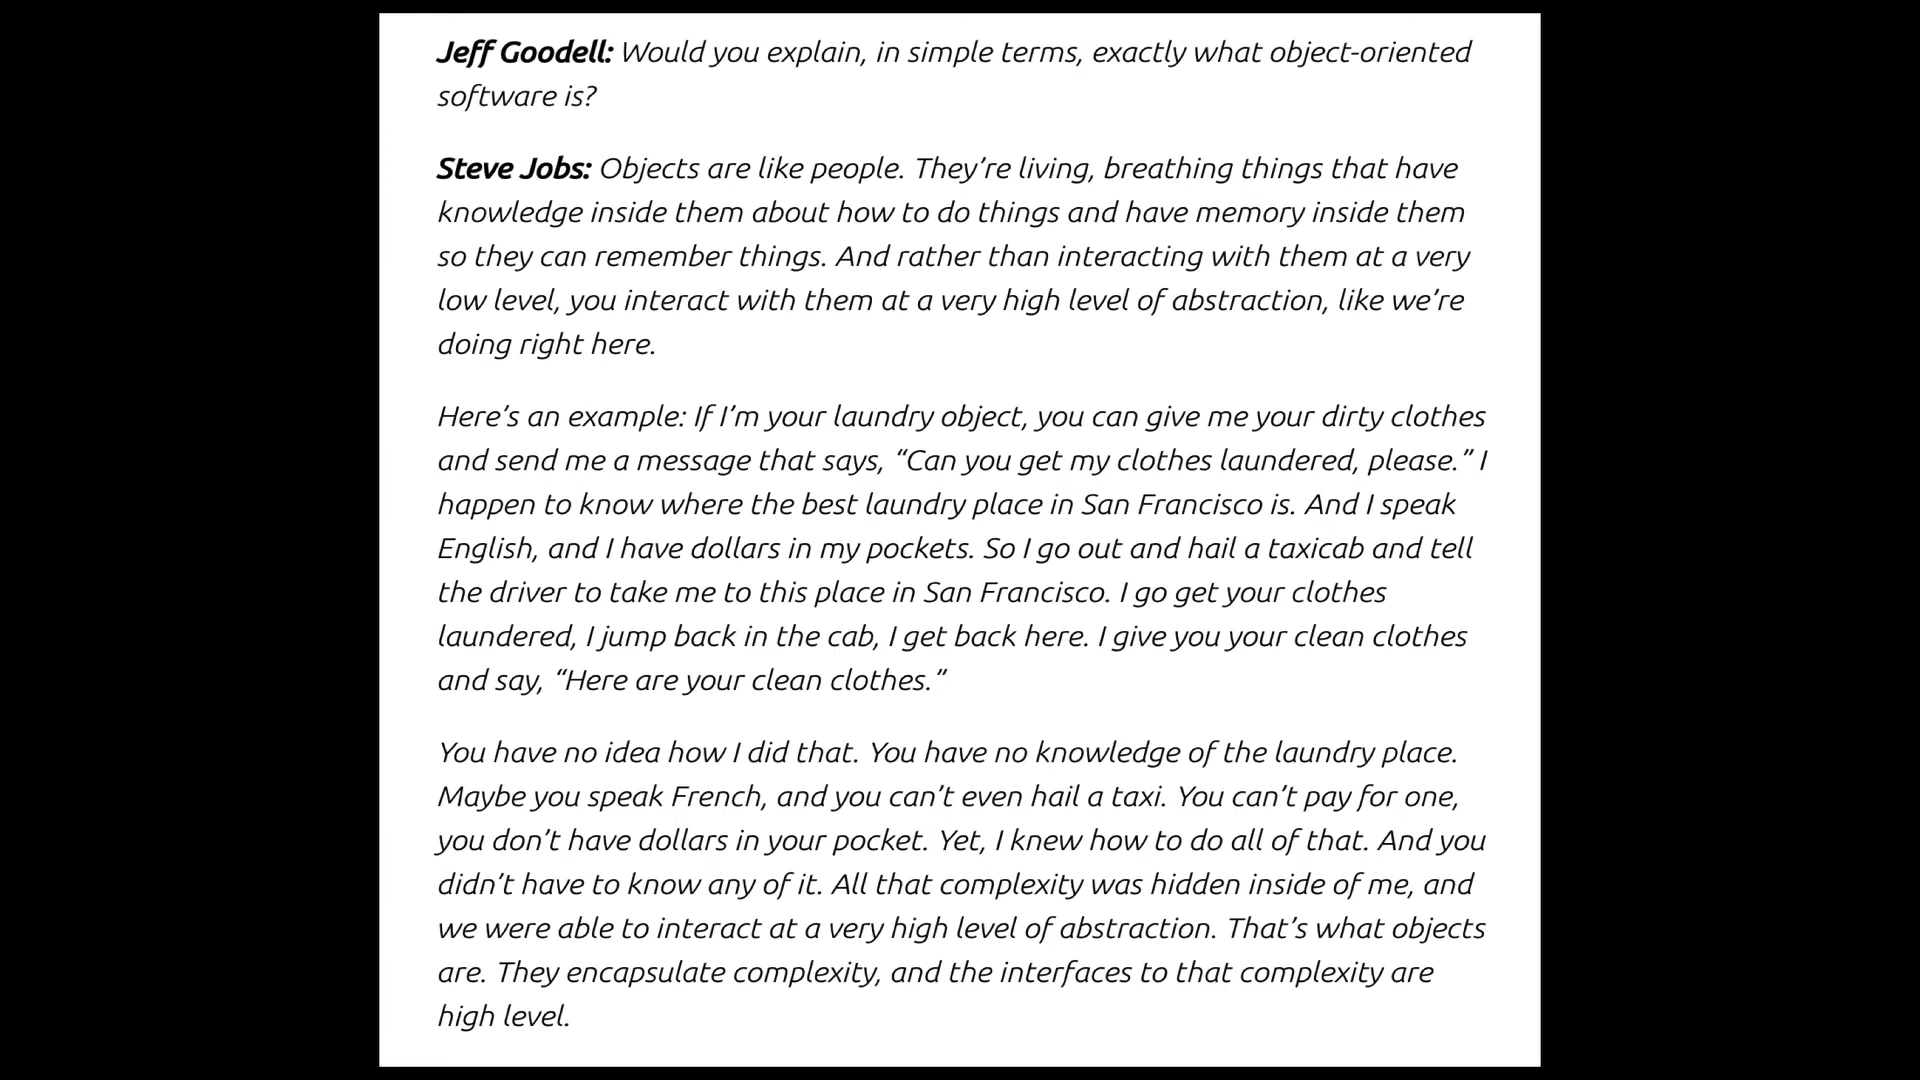 Jeff Goodell: Would you explain, in simple terms, exactly what object-oriented
software is?
Steve Jobs: Objects are like people. They’re living, breathing things that have
knowledge inside them about how to do things and have memory inside them
so they can remember things. And rather than interacting with them at a very
low level, you interact with them at a very high level of abstraction, like we’re
doing right here.
Here’s an example: If I’m your laundry object, you can give me your dirty clothes
and send me a message that says, “Can you get my clothes laundered, please.” I
happen to know where the best laundry place in San Francisco is. And I speak
English, and I have dollars in my pockets. So I go out and hail a taxicab and tell
the driver to take me to this place in San Francisco. I go get your clothes
laundered, I jump back in the cab, I get back here. I give you your clean clothes
and say, “Here are your clean clothes.”
You have no idea how I did that. You have no knowledge of the laundry place.
Maybe you speak French, and you can’t even hail a taxi. You can’t pay for one,
you don’t have dollars in your pocket. Yet, I knew how to do all of that. And you
didn’t have to know any of it. All that complexity was hidden inside of me, and
we were able to interact at a very high level of abstraction. That’s what objects
are. They encapsulate complexity, and the interfaces to that complexity are
high level.